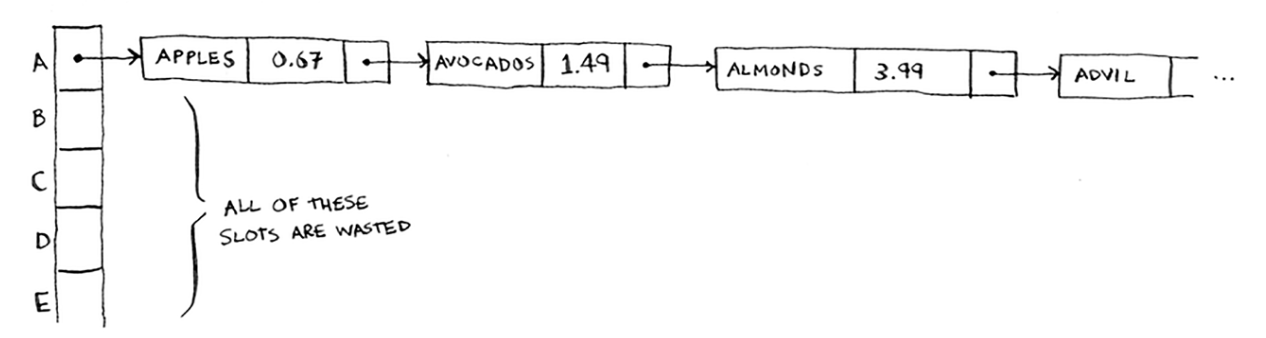 A APPLES 0.67 AVOCADOS 1.49 ALMONDS 3.99 ADVIL ...
B
C
ALL OF THESE
SLOTS ARE WASTED
D
E